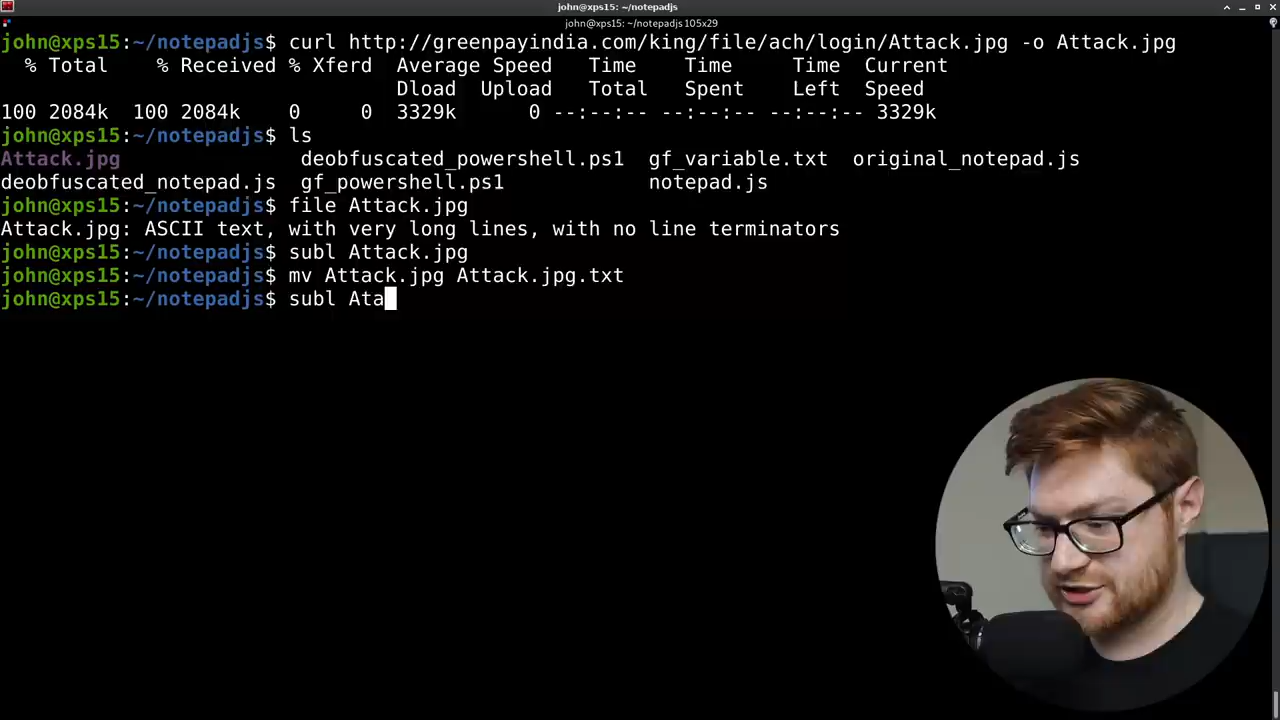 john@xps15: ~/notepadjs
john@xps15: ~/notepadjs 105x29
john@xps15:~/notepadjs$ curl http://greenpayindia.com/king/file/ach/login/Attack.jpg -o Attack.jpg
% Total % Received % Xferd Average Speed Time Time Time Current
Dload Upload Total Spent Left Speed
100 2084k 100 2084k 0 0 3329k 0 --:--:-- --:--:-- --:--:-- 3329k
john@xps15:~/notepadjs$ ls
Attack.jpg deobfuscated_powershell.ps1 gf_variable.txt original_notepad.js
deobfuscated_notepad.js gf_powershell.ps1 notepad.js
john@xps15:~/notepadjs$ file Attack.jpg
Attack.jpg: ASCII text, with very long lines, with no line terminators
john@xps15:~/notepadjs$ subl Attack.jpg
john@xps15:~/notepadjs$ mv Attack.jpg Attack.jpg.txt
john@xps15:~/notepadjs$ subl Ata